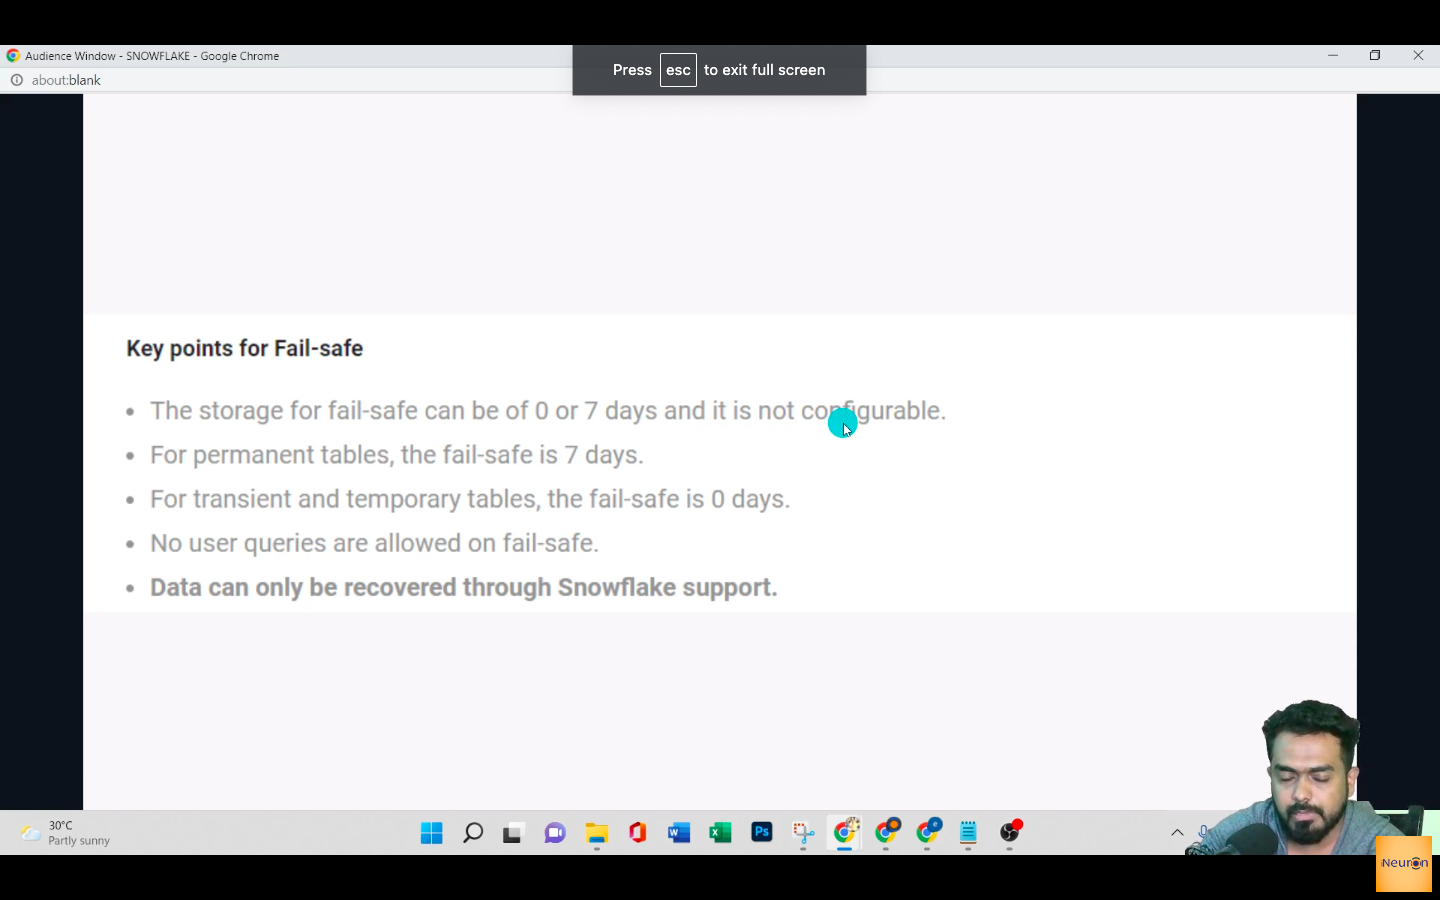 Audience Window - SNOWFLAKE - Google Chrome
about:blank
Press esc to exit full screen
Key points for Fail-safe
• The storage for fail-safe can be of 0 or 7 days and it is not configurable.
• For permanent tables, the fail-safe is 7 days.
• For transient and temporary tables, the fail-safe is 0 days.
• No user queries are allowed on fail-safe.
• Data can only be recovered through Snowflake support.
30°C
Partly sunny
Ps
Neuron